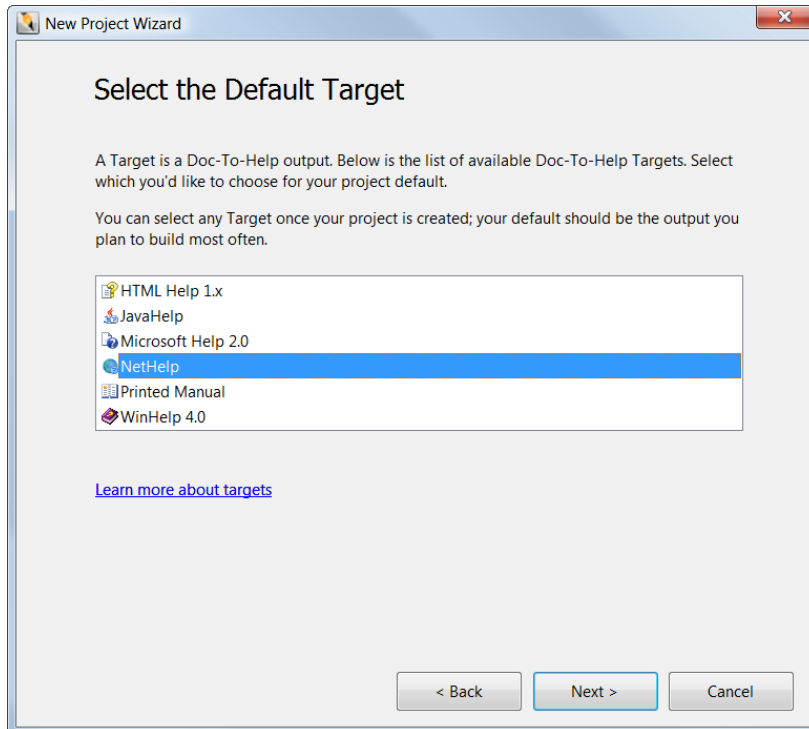 New Project Wizard
Select the Default Target
A Target is a Doc-To-Help output. Below is the list of available Doc-To-Help Targets. Select
which you'd like to choose for your project default.
You can select any Target once your project is created; your default should be the output you
plan to build most often.
HTML Help 1.x
JavaHelp
Microsoft Help 2.0
NetHelp
Printed Manual
WinHelp 4.0
Learn more about targets
< Back
Next >
Cancel